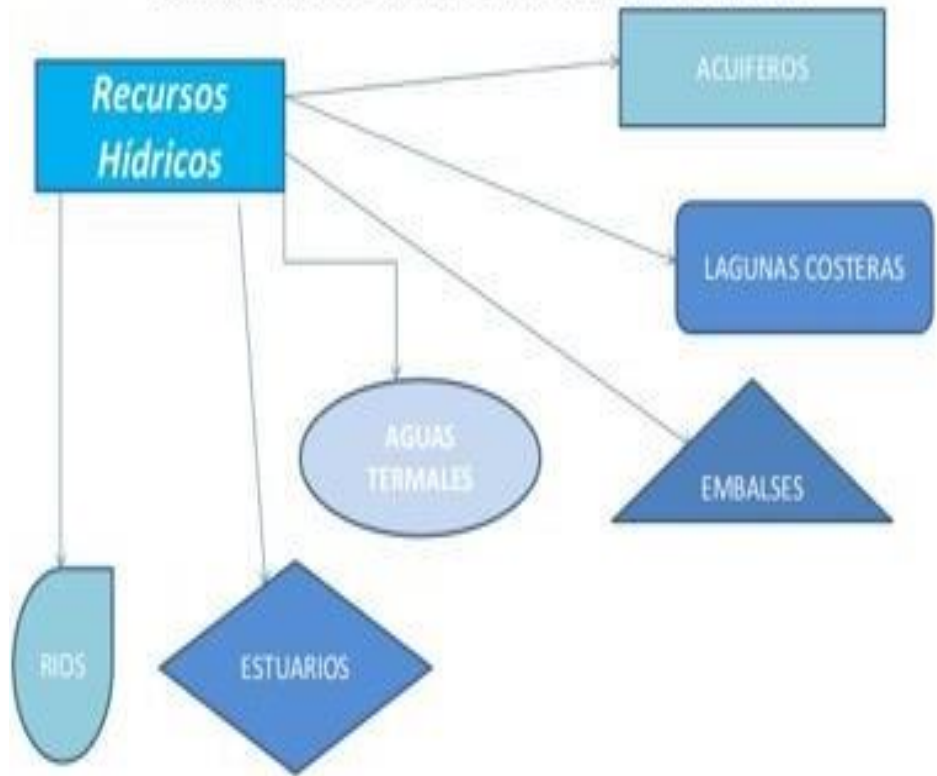 Recursos
Hídricos
ACUIFEROS
LAGUNAS COSTERAS
AGUAS
TERMALES
EMBALSES
RIOS
ESTUARIOS